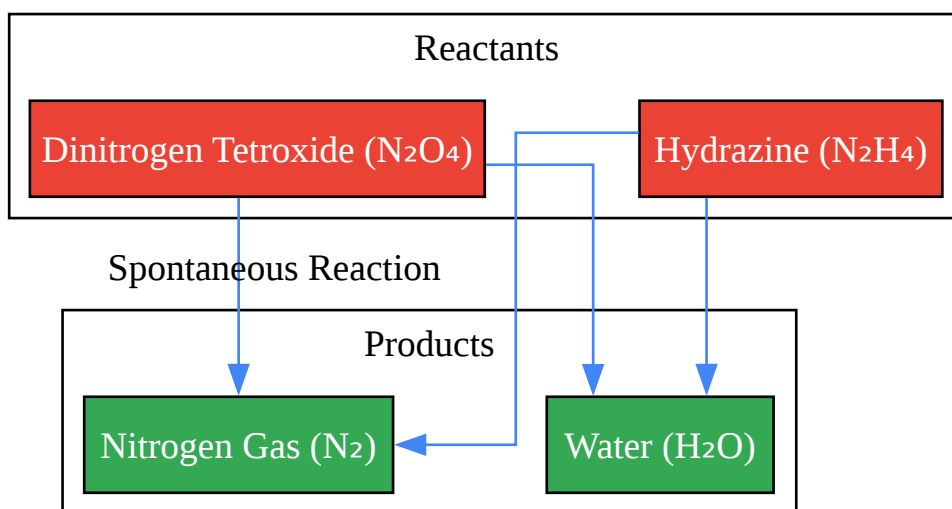 Reactants
Dinitrogen Tetroxide (N₂O₄)
Hydrazine (N₂H₄)
Spontaneous Reaction
Products
Nitrogen Gas (N₂)
Water (H₂O)